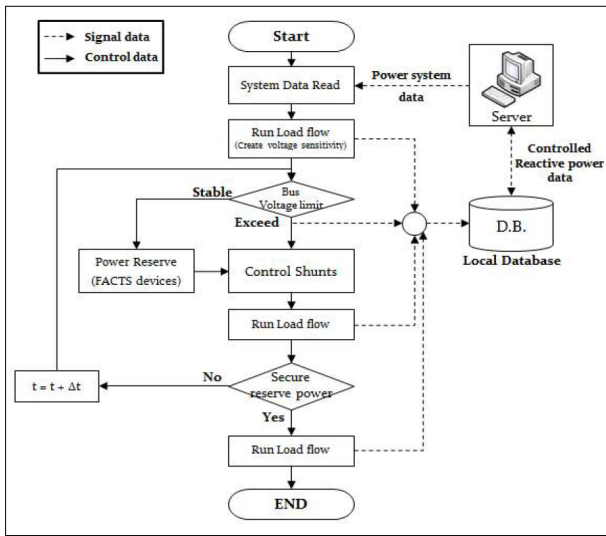 Signal data
Control data
Start
System Data Read
Power system
data
Server
Run Load flow
(Create voltage sensitivity)
Controlled
Reactive power
data
Stable
Bus
Voltage limit
Exceed
D.B.
Local Database
Power Reserve
(FACTS devices)
Control Shunts
Run Load flow
No
Secure
reserve power
t = t + Δt
Yes
Run Load flow
END